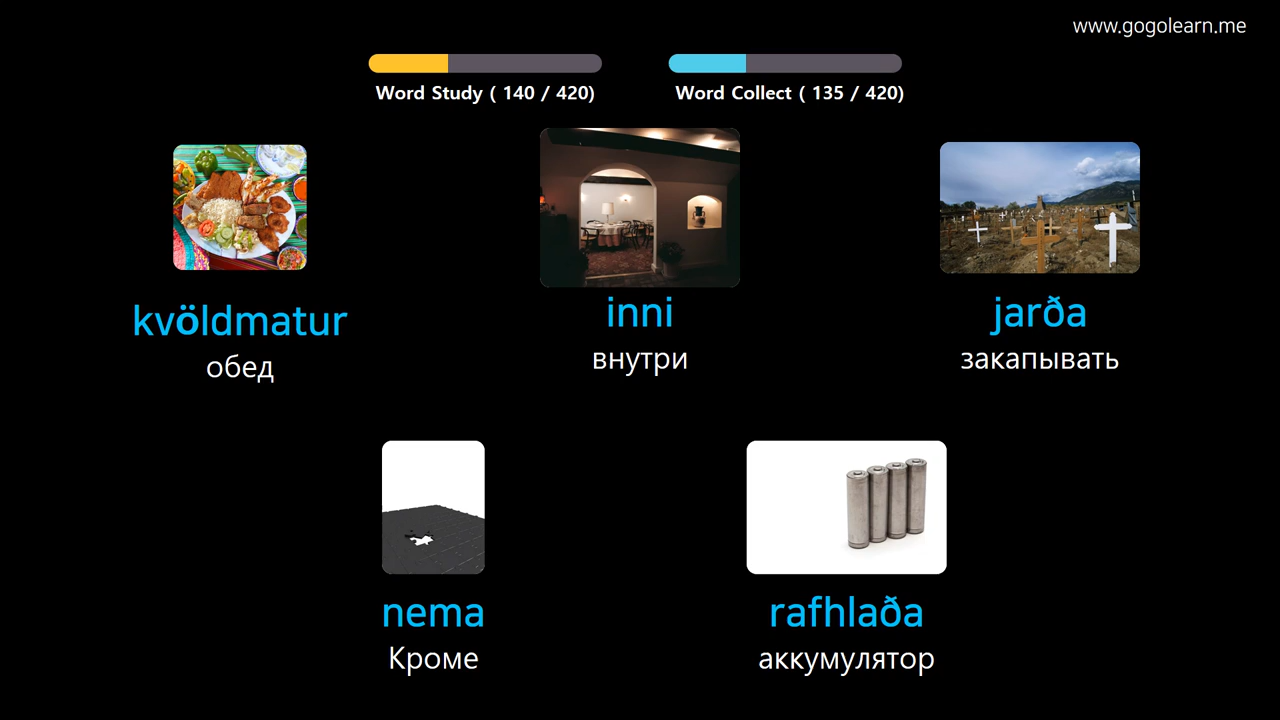 www.gogolearn.me
Word Study ( 140 / 420)
Word Collect ( 135 / 420)
kvöldmatur
обед
inni
внутри
jarða
закапывать
nema
Кроме
rafhlaða
аккумулятор